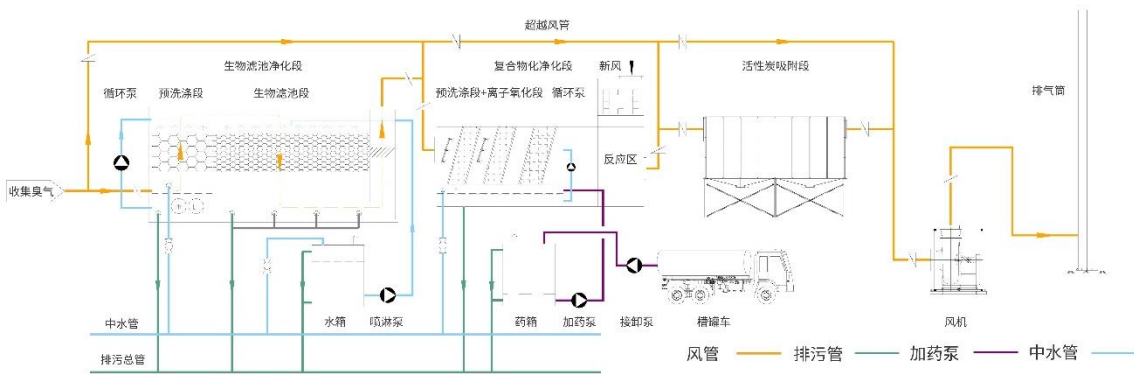 超越风管
生物滤池净化段
复合物化净化段
新风
活性炭吸附段
循环泵
预洗涤段
生物滤池段
预洗涤段+离子氧化段
循环泵
排气筒
反应区
收集臭气
中水管
水箱
喷淋泵
药箱
加药泵
接卸泵
槽罐车
风机
排污总管
风管
排污管
加药泵
中水管